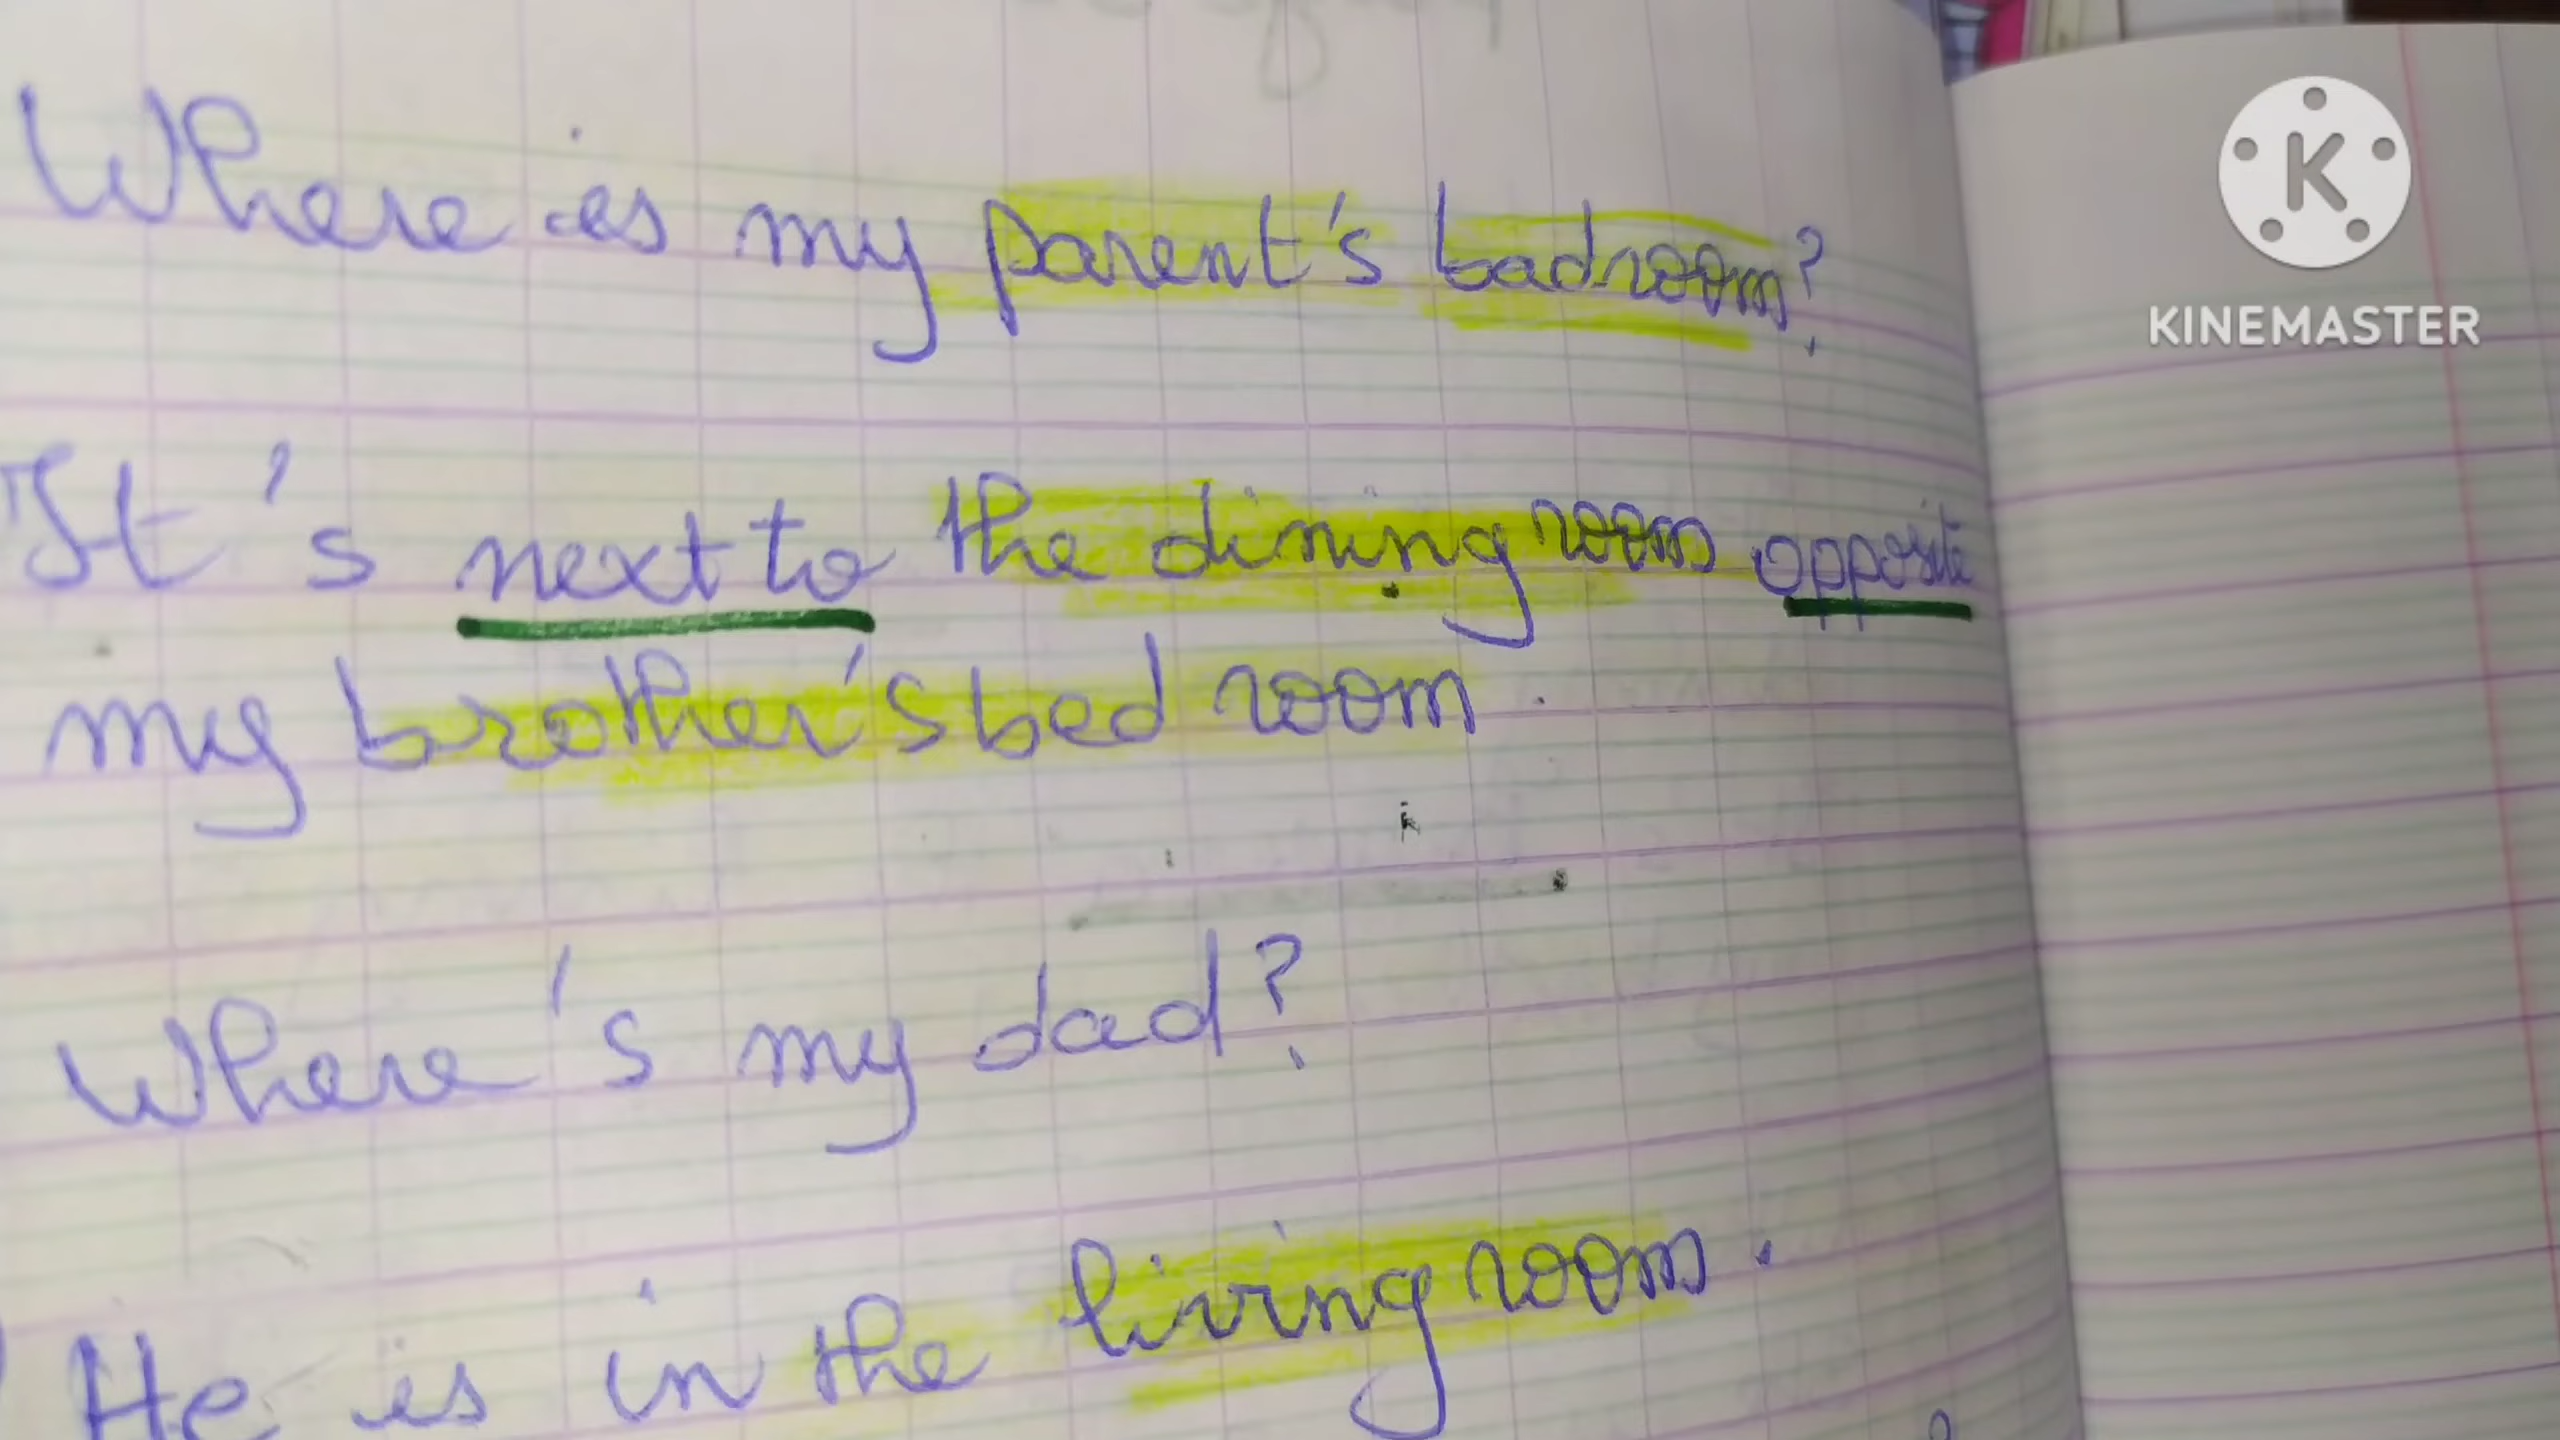 Where is my parent's badroom?
KINEMASTER
It's next to the dining room opposite
my brother's bed room.
Where's my dad?
He is in the living room.